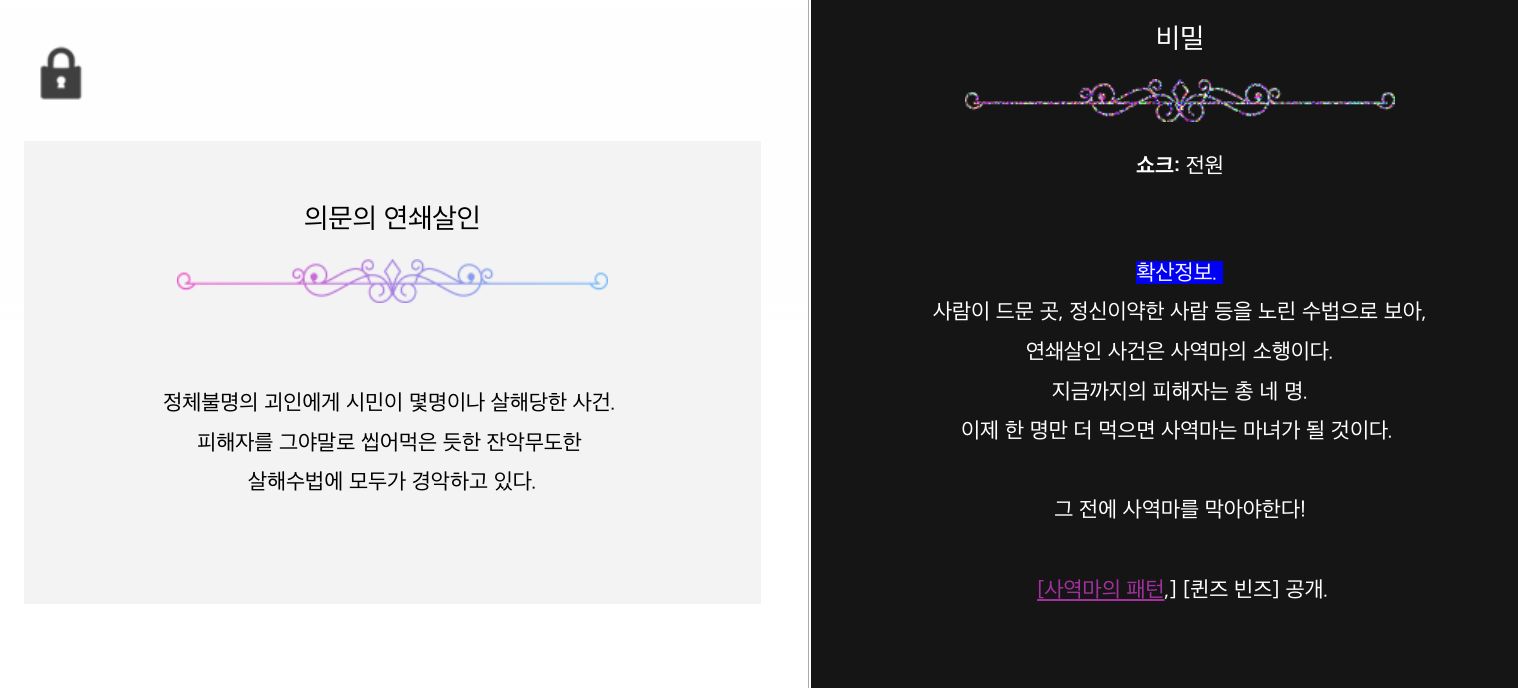 의문의 연쇄살인
정체불명의 괴인에게 시민이 몇명이나 살해당한 사건.
피해자를 그야말로 씹어먹은 듯한 잔악무도한
살해수법에 모두가 경악하고 있다.
비밀
쇼크: 전원
확산정보.
사람이 드문 곳, 정신이약한 사람 등을 노린 수법으로 보아,
연쇄살인 사건은 사역마의 소행이다.
지금까지의 피해자는 총 네 명.
이제 한 명만 더 먹으면 사역마는 마녀가 될 것이다.
그 전에 사역마를 막아야한다!
[사역마의 패턴,] [퀸즈 빈즈] 공개.